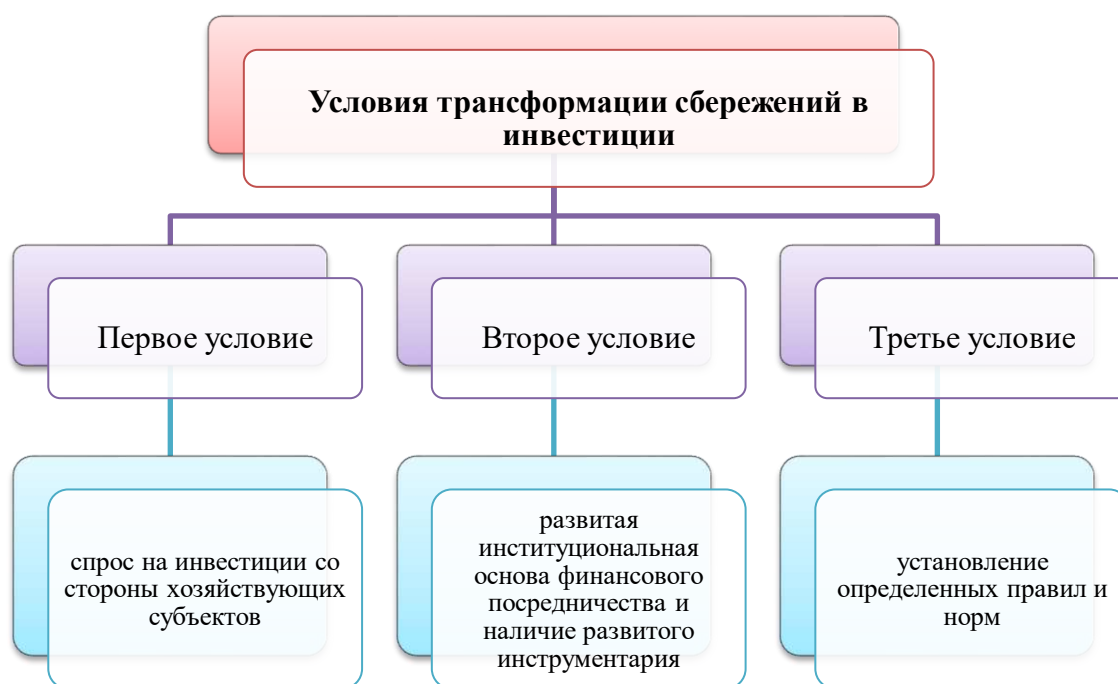 Условия трансформации сбережений в
инвестиции
Первое условие
Второе условие
Третье условие
спрос на инвестиции со
стороны хозяйствующих
субъектов
развитая
институциональная
основа финансового
посредничества и
наличие развитого
инструментария
установление
определенных правил и
норм